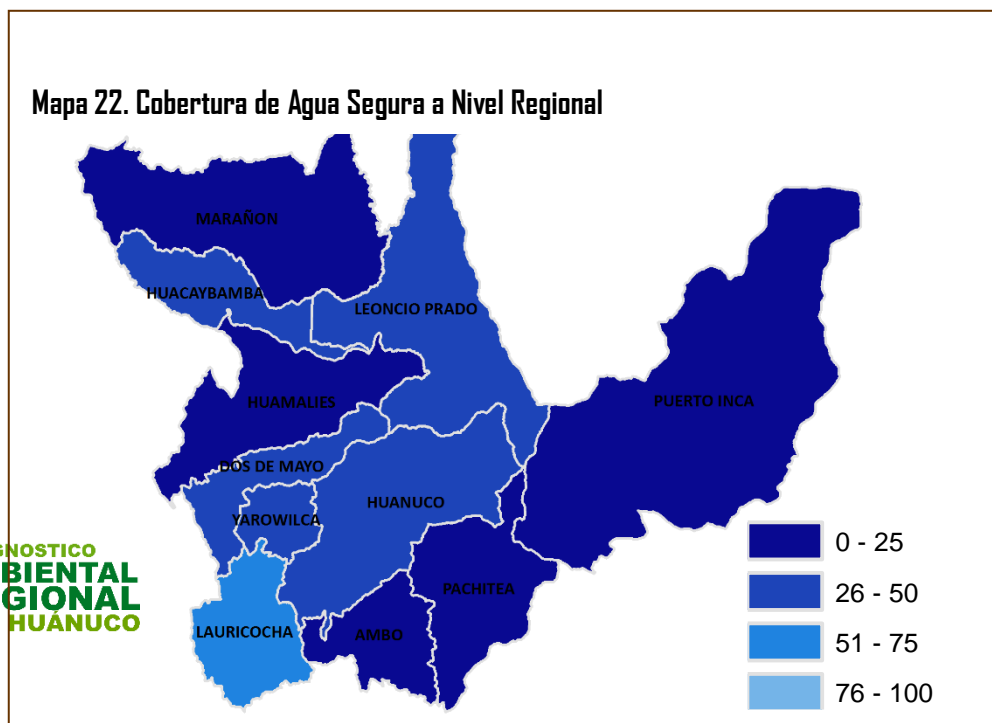 Mapa 22. Cobertura de Agua Segura a Nivel Regional
MARAÑON
HUACAYBAMBA
LEONCIO PRADO
HUAMALIES
PUERTO INCA
DOS DE MAYO
HUANUCO
YAROWILCA
PACHITEA
LAURICOCHA
AMBO
GNOSTICO
BIENTAL
GIONAL
HUÁNUCO
0 - 25
26 - 50
51 - 75
76 - 100